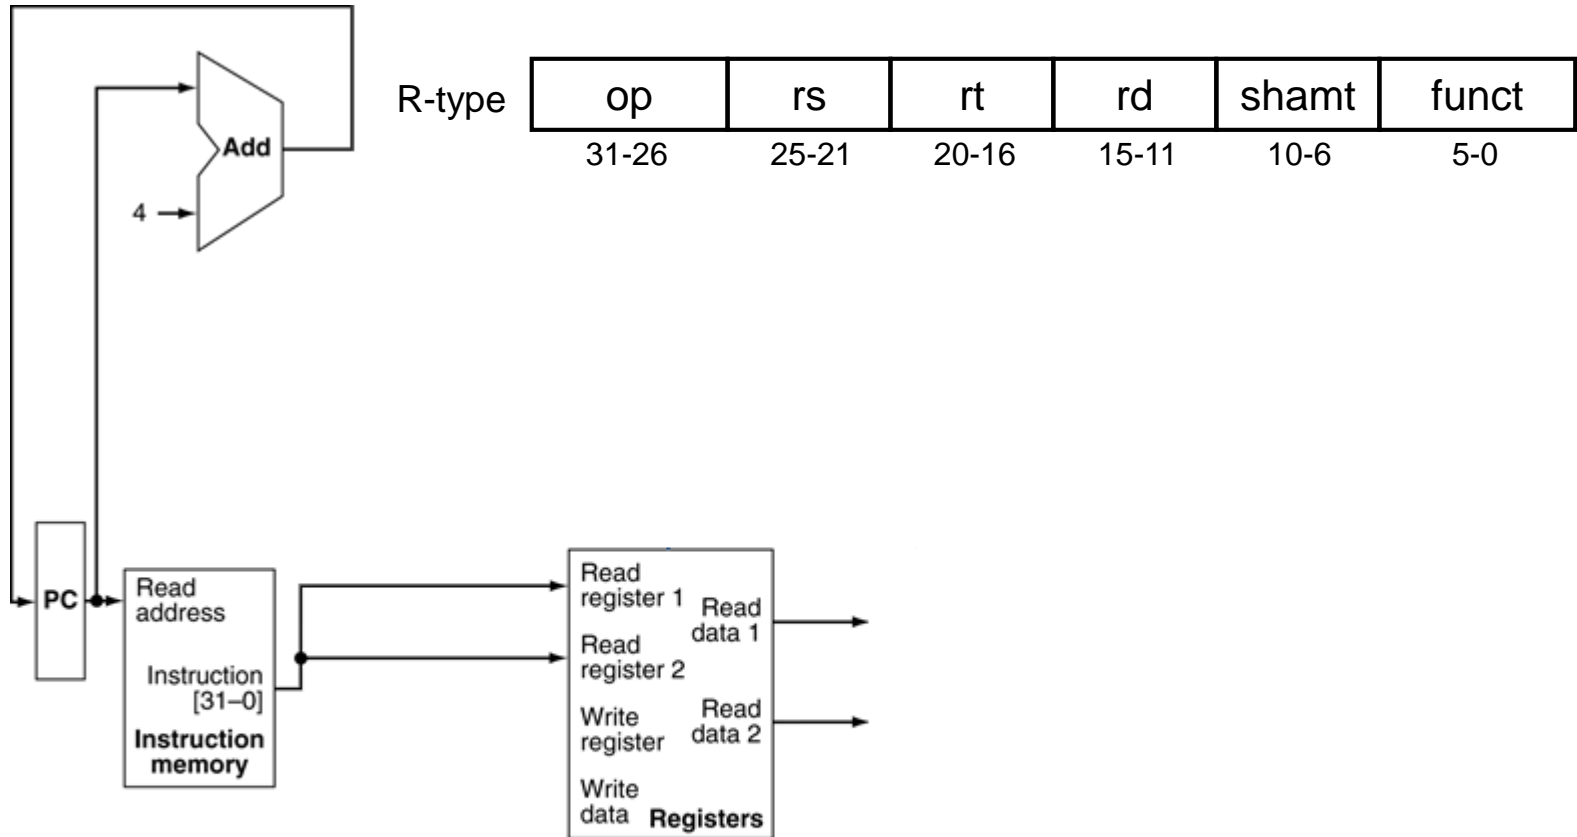 R-type op rs rt rd shamt funct
31-26 25-21 20-16 15-11 10-6 5-0
Add
4
PC
Read
address
Instruction
[31–0]
Instruction
memory
Read
register 1
Read
register 2
Write
register
Write
data
Read
data 1
Read
data 2
Registers